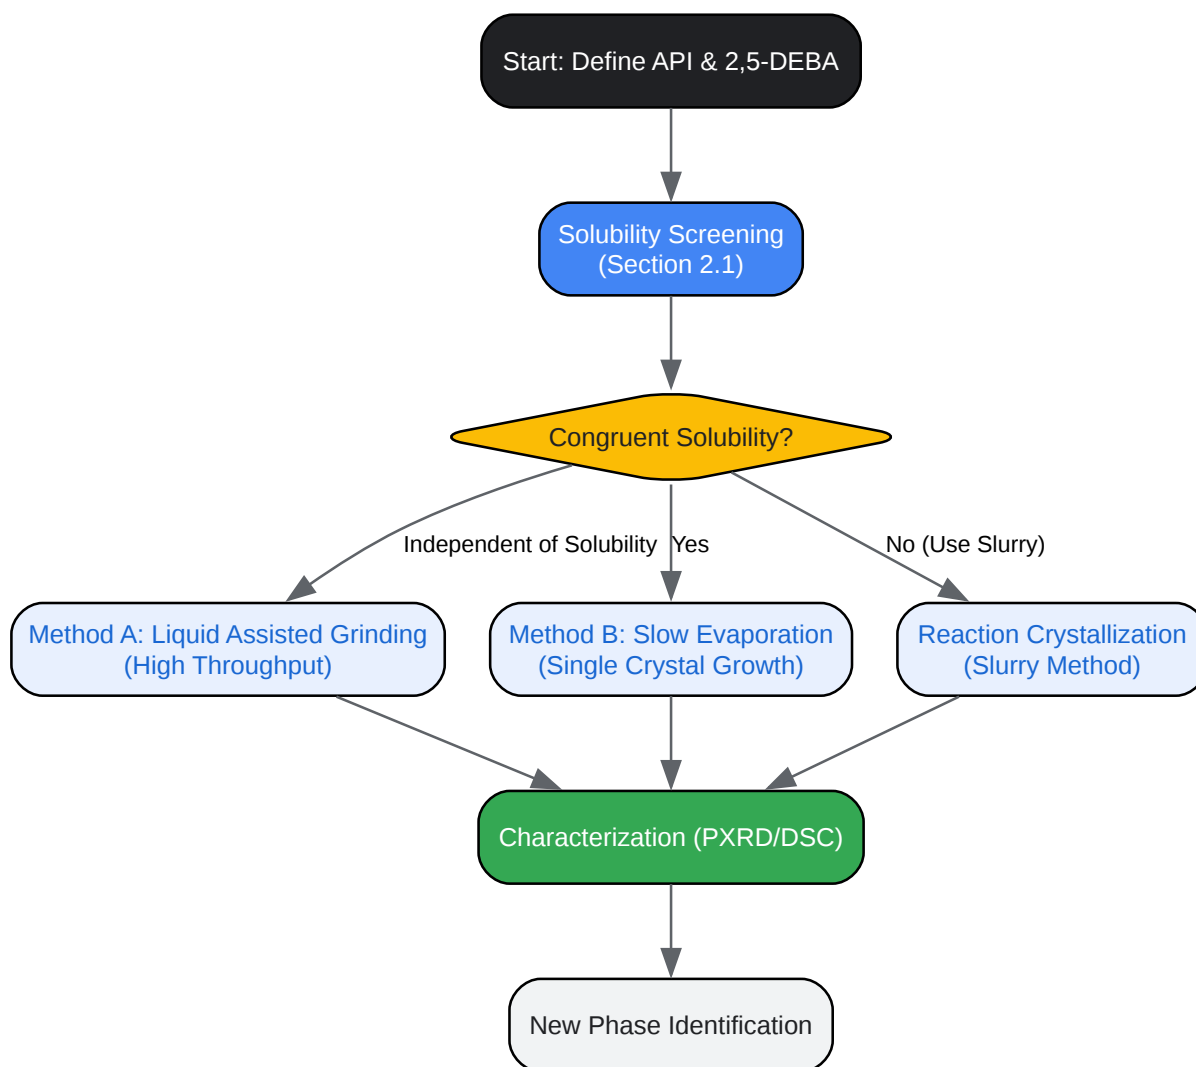 Start: Define API & 2,5-DEBA
Solubility Screening
(Section 2.1)
Congruent Solubility?
Independent of Solubility
Yes
No (Use Slurry)
Method A: Liquid Assisted Grinding
(High Throughput)
Method B: Slow Evaporation
(Single Crystal Growth)
Reaction Crystallization
(Slurry Method)
Characterization (PXRD/DSC)
New Phase Identification